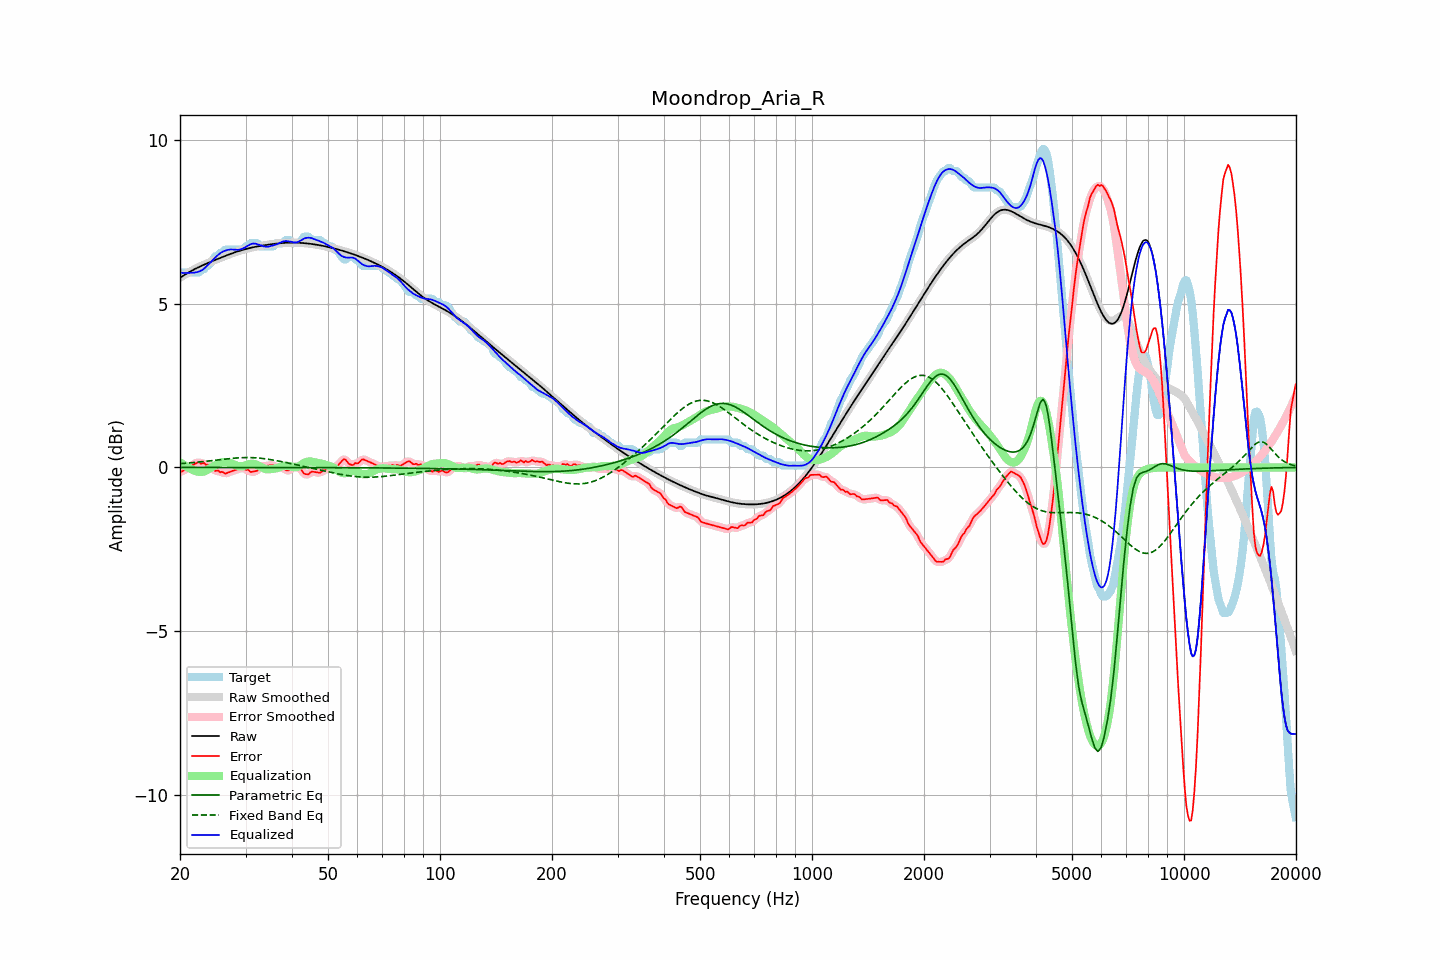 Moondrop_Aria_R
Amplitude (dBr)
10
5
0
−5
−10
Target
Raw Smoothed
Error Smoothed
Raw
Error
Equalization
Parametric Eq
Fixed Band Eq
Equalized
20 50 100 200 500 1000 2000 5000 10000 20000
Frequency (Hz)